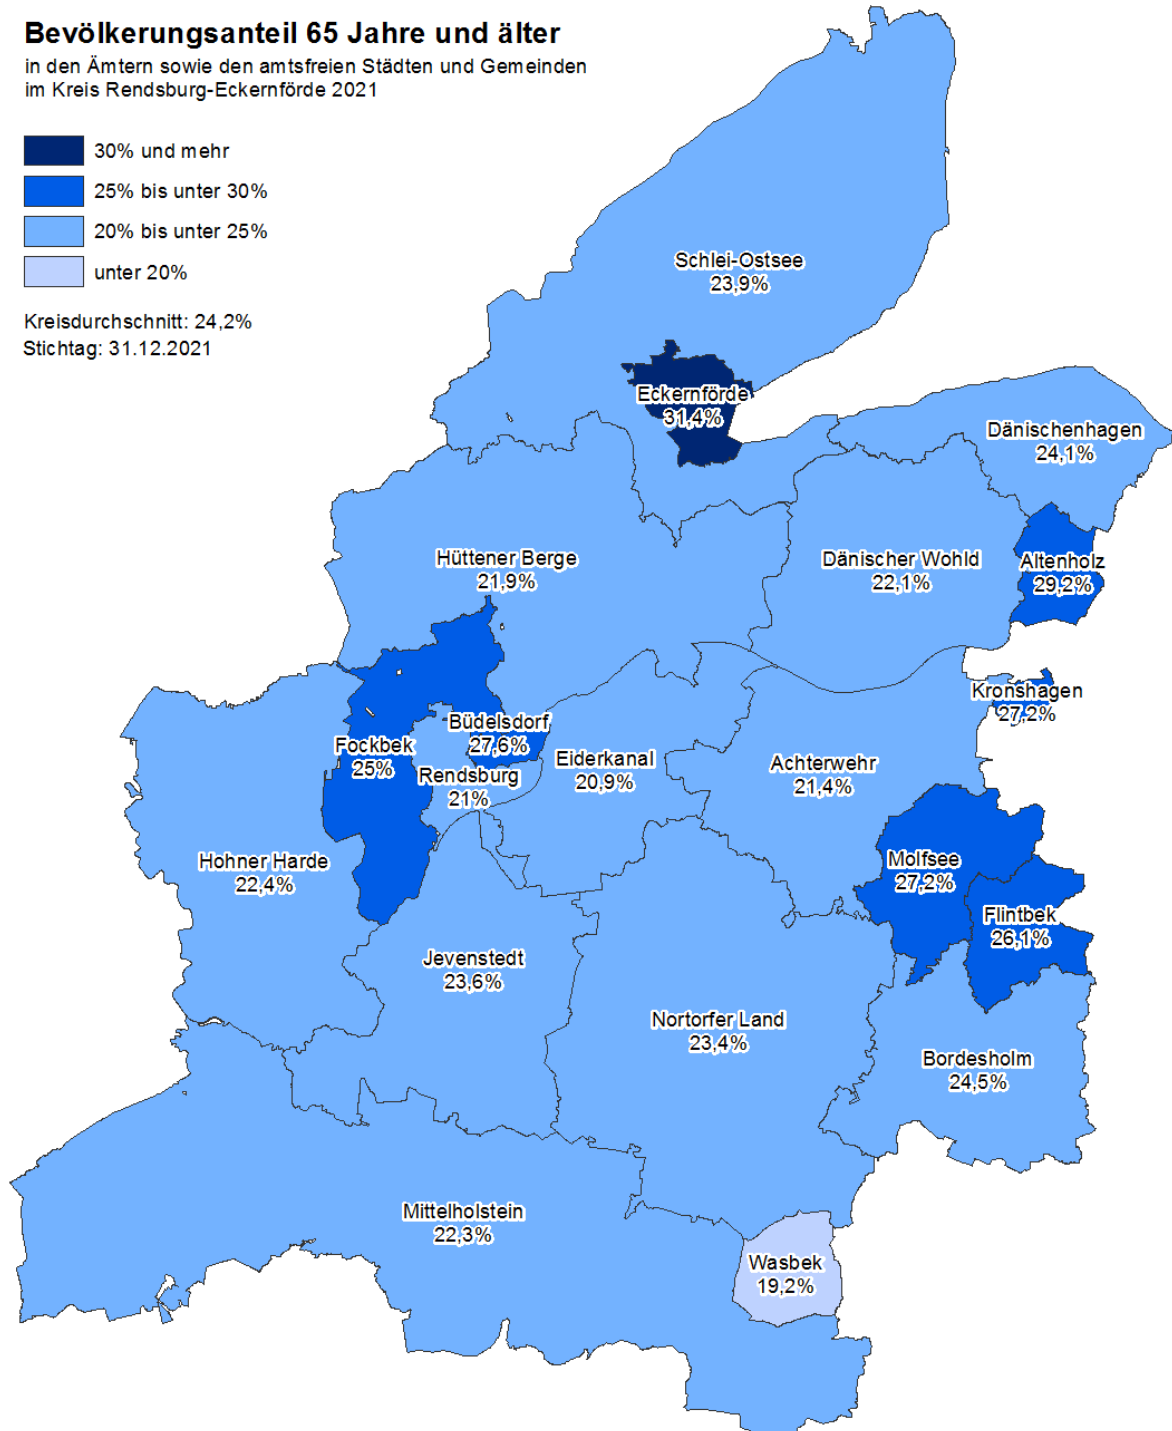 Bevölkerungsanteil 65 Jahre und älter
in den Ämtern sowie den amtsfreien Städten und Gemeinden
im Kreis Rendsburg-Eckernförde 2021
30% und mehr
25% bis unter 30%
20% bis unter 25%
unter 20%
Kreisdurchschnitt: 24,2%
Stichtag: 31.12.2021
Schlei-Ostsee
23,9%
Eckernförde
31,4%
Dänischenhagen
24,1%
Hüttener Berge
21,9%
Dänischer Wohld
22,1%
Altenholz
29,2%
Kronshagen
27,2%
Büdelsdorf
27,6%
Fockbek
25%
Rendsburg
21%
Eiderkanal
20,9%
Achterwehr
21,4%
Hohner Harde
22,4%
Molfsee
27,2%
Flintbek
26,1%
Jevenstedt
23,6%
Nortorfer Land
23,4%
Bordesholm
24,5%
Mittelholstein
22,3%
Wasbek
19,2%